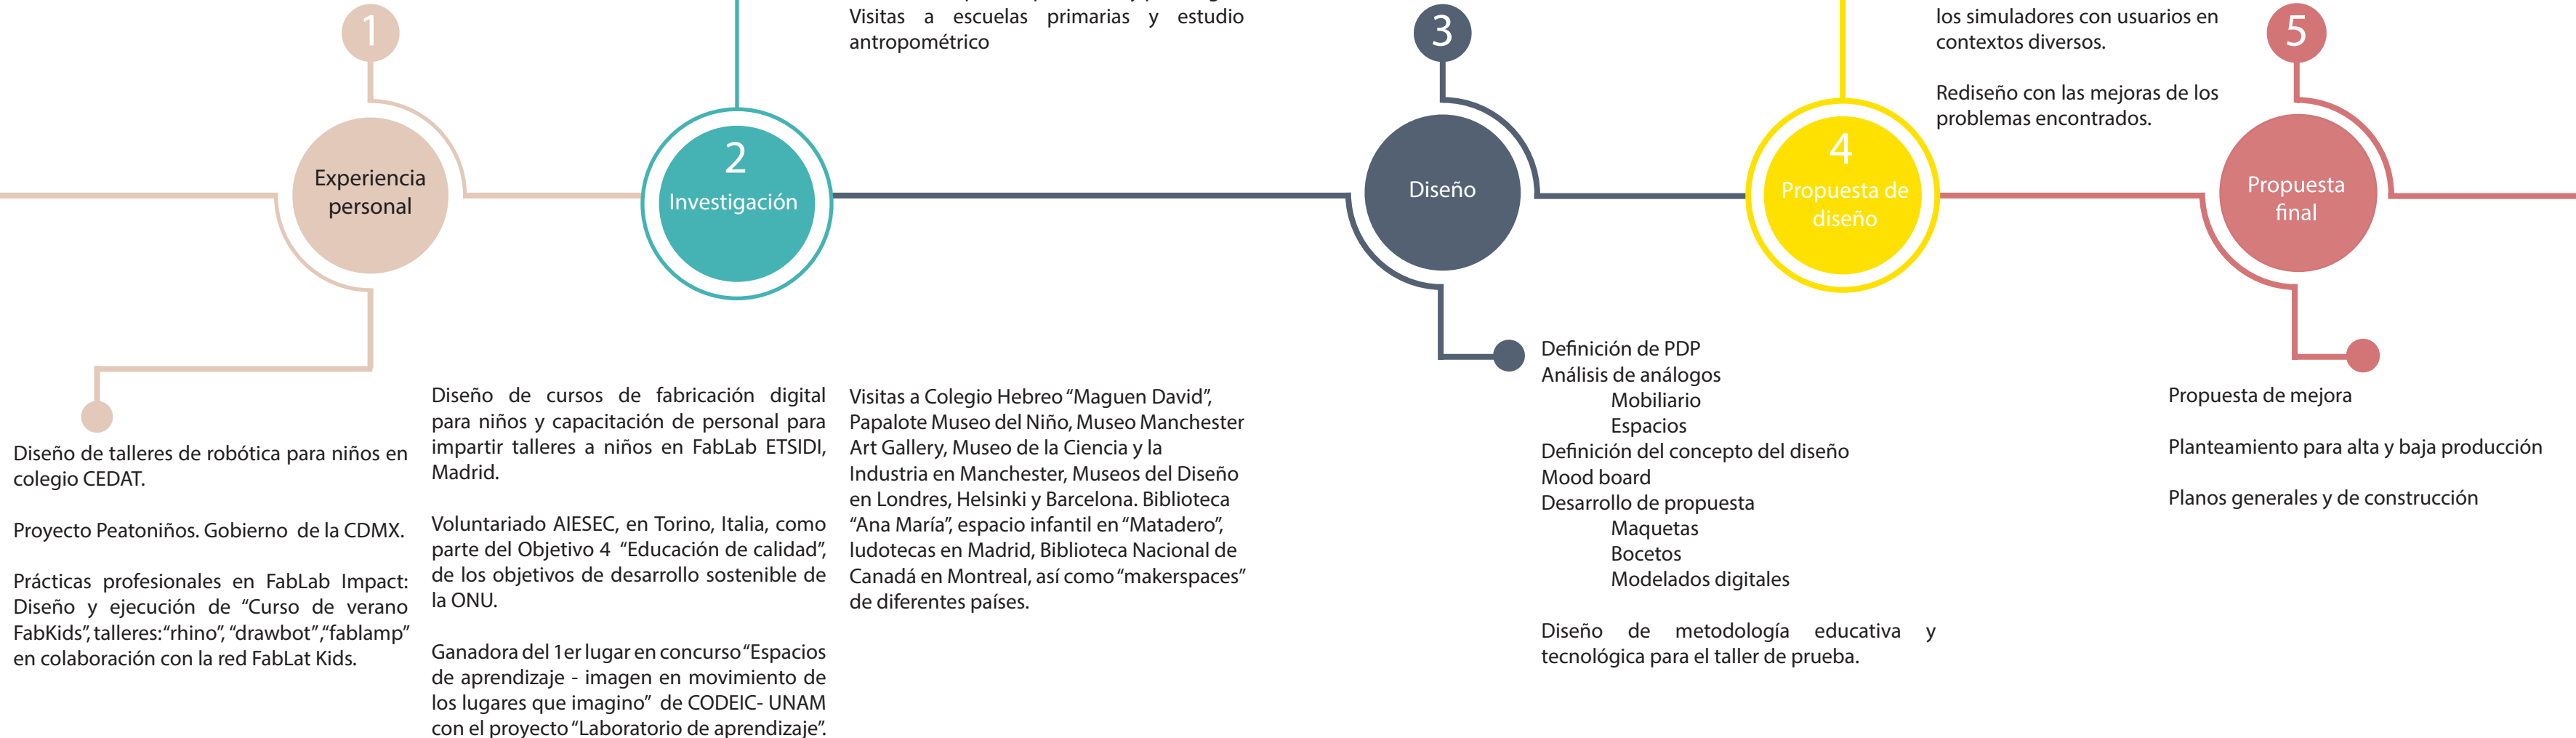 1
Experiencia
personal
Diseño de talleres de robótica para niños en
colegio CEDAT.
Proyecto Peatoniños. Gobierno de la CDMX.
Prácticas profesionales en FabLab Impact:
Diseño y ejecución de “Curso de verano
FabKids”, talleres:“rhino”, “drawbot”,“fablamp”
en colaboración con la red FabLat Kids.
Diseño de cursos de fabricación digital
para niños y capacitación de personal para
impartir talleres a niños en FabLab ETSIDI,
Madrid.
Voluntariado AIESEC, en Torino, Italia, como
parte del Objetivo 4 “Educación de calidad”,
de los objetivos de desarrollo sostenible de
la ONU.
Ganadora del 1er lugar en concurso“Espacios
de aprendizaje - imagen en movimiento de
los lugares que imagino” de CODEIC- UNAM
con el proyecto “Laboratorio de aprendizaje”.
2
Investigación
Visitas a escuelas primarias y estudio
antropométrico
Visitas a Colegio Hebreo “Maguen David”,
Papalote Museo del Niño, Museo Manchester
Art Gallery, Museo de la Ciencia y la
Industria en Manchester, Museos del Diseño
en Londres, Helsinki y Barcelona. Biblioteca
“Ana María”, espacio infantil en “Matadero”,
ludotecas en Madrid, Biblioteca Nacional de
Canadá en Montreal, así como “makerspaces”
de diferentes países.
3
Diseño
Definición de PDP
Análisis de análogos
Mobiliario
Espacios
Definición del concepto del diseño
Mood board
Desarrollo de propuesta
Maquetas
Bocetos
Modelados digitales
Diseño de metodología educativa y
tecnológica para el taller de prueba.
4
Propuesta de
diseño
los simuladores con usuarios en
contextos diversos.
Rediseño con las mejoras de los
problemas encontrados.
5
Propuesta
final
Propuesta de mejora
Planteamiento para alta y baja producción
Planos generales y de construcción